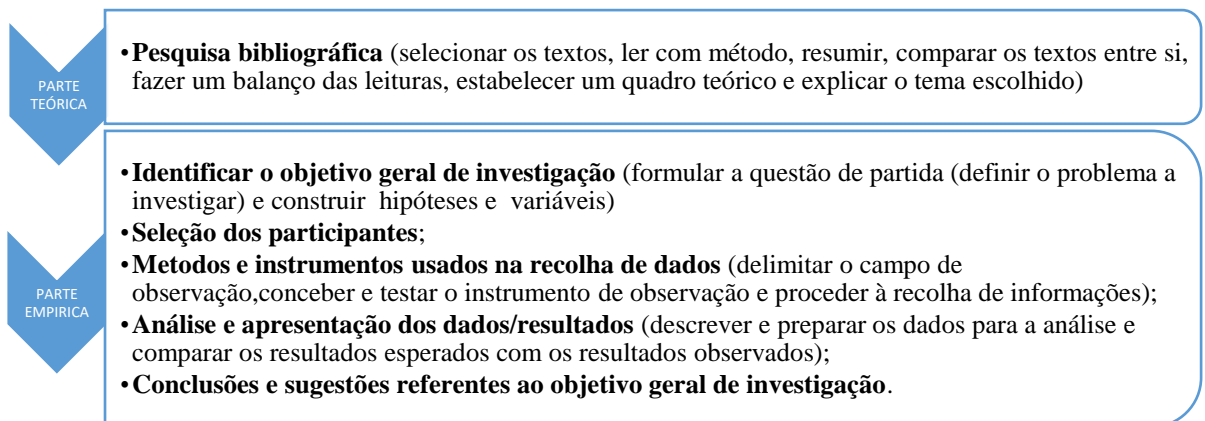 PARTE
TEÓRICA
•Pesquisa bibliográfica (selecionar os textos, ler com método, resumir, comparar os textos entre si,
fazer um balanço das leituras, estabelecer um quadro teórico e explicar o tema escolhido)
PARTE
EMPIRICA
•Identificar o objetivo geral de investigação (formular a questão de partida (definir o problema a
investigar) e construir hipóteses e variáveis)
•Seleção dos participantes;
•Metodos e instrumentos usados na recolha de dados (delimitar o campo de
observação,conceber e testar o instrumento de observação e proceder à recolha de informações);
•Análise e apresentação dos dados/resultados (descrever e preparar os dados para a análise e
comparar os resultados esperados com os resultados observados);
•Conclusões e sugestões referentes ao objetivo geral de investigação.